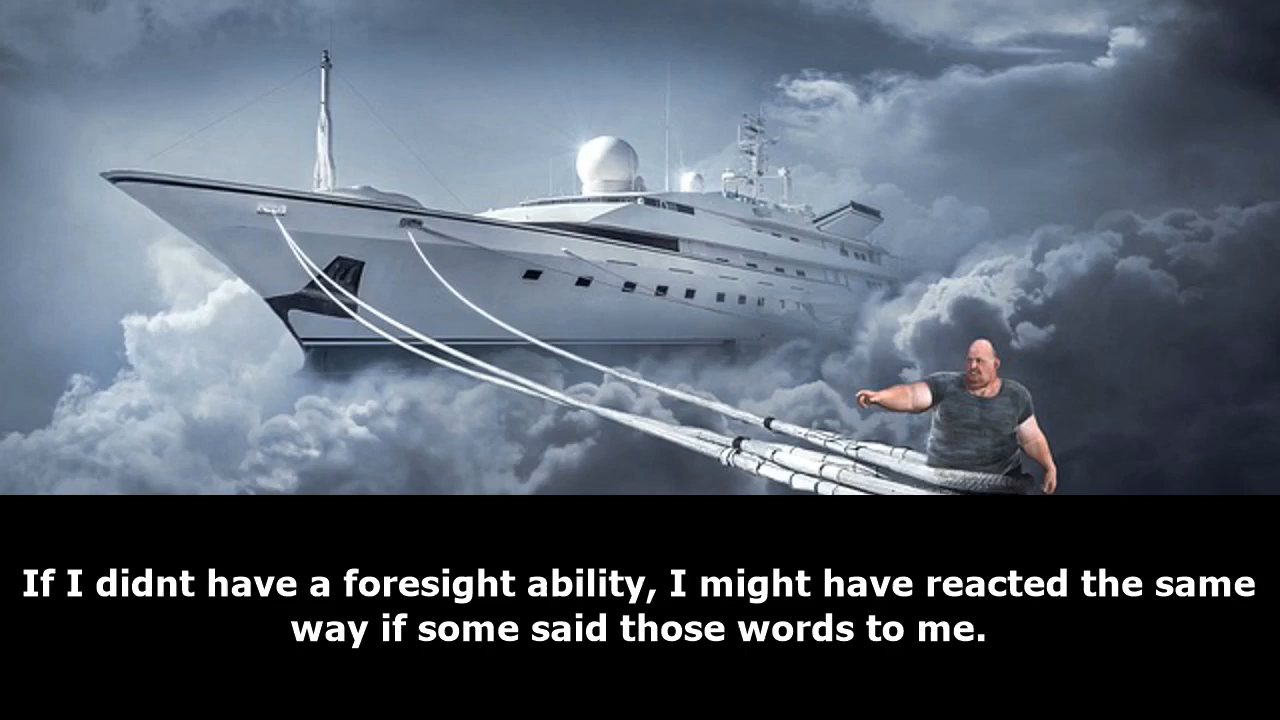 If I didnt have a foresight ability, I might have reacted the same
way if some said those words to me.